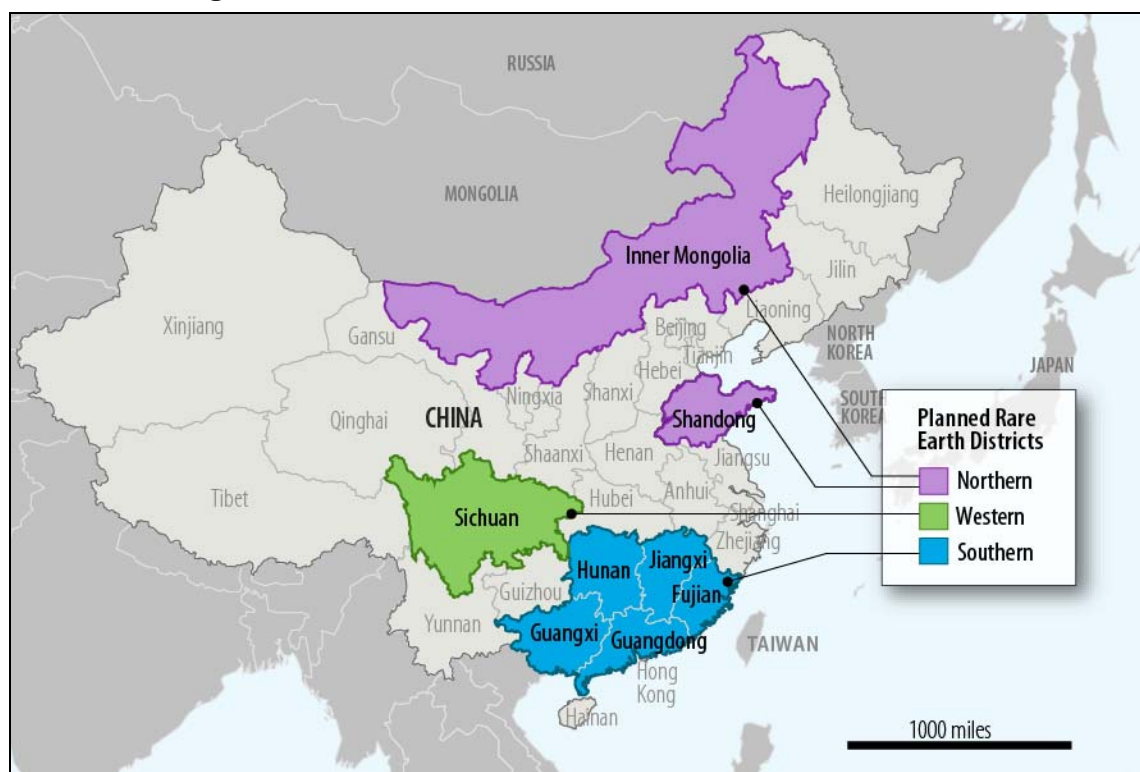 RUSSIA
MONGOLIA
Heilongjiang
Inner Mongolia
Jilin
Xinjiang
Gansu
Liaoning
Beijing
Tianjin
NORTH
KOREA
JAPAN
Hebei
Ningxia
Shanxi
SOUTH
KOREA
Qinghai
CHINA
Shandong
Planned Rare
Earth Districts
Northern
Western
Southern
Shaanxi
Henan
Jiangsu
Tibet
Sichuan
Hubei
Anhui
Shanghai
Zhejiang
Hunan
Jiangxi
Fujian
Guizhou
Yunnan
Guangxi
Guangdong
TAIWAN
Hong
Kong
Hainan
1000 miles